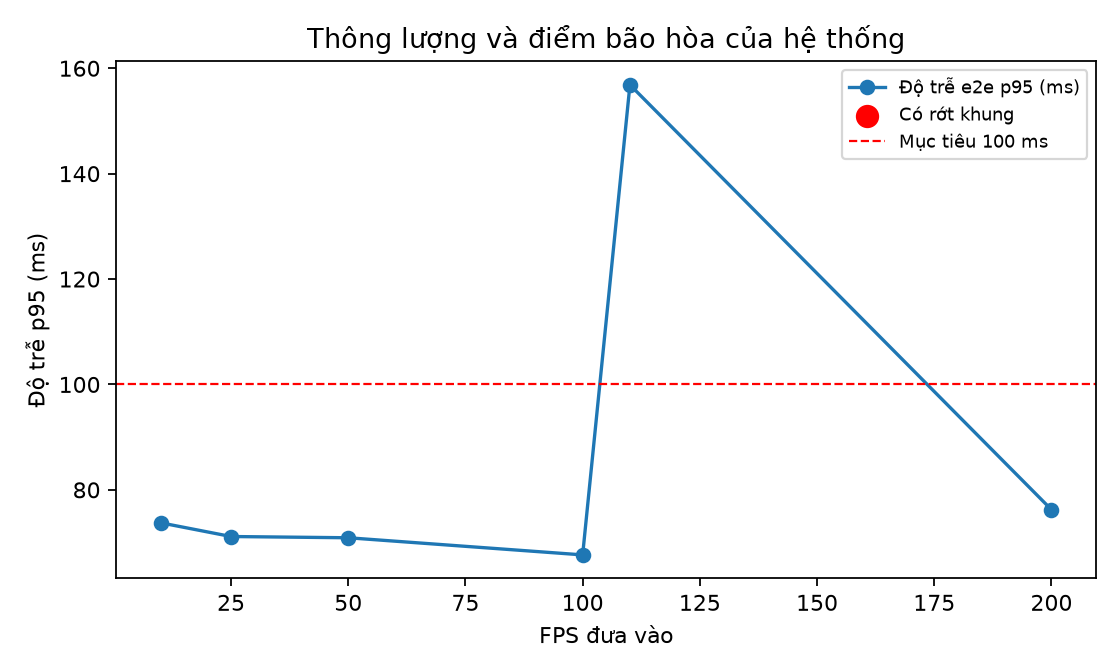 Thông lượng và điểm bão hòa của hệ thống
Độ trễ p95 (ms)
160
140
120
100
80
Độ trễ e2e p95 (ms)
Có rớt khung
Mục tiêu 100 ms
25 50 75 100 125 150 175 200
FPS đưa vào